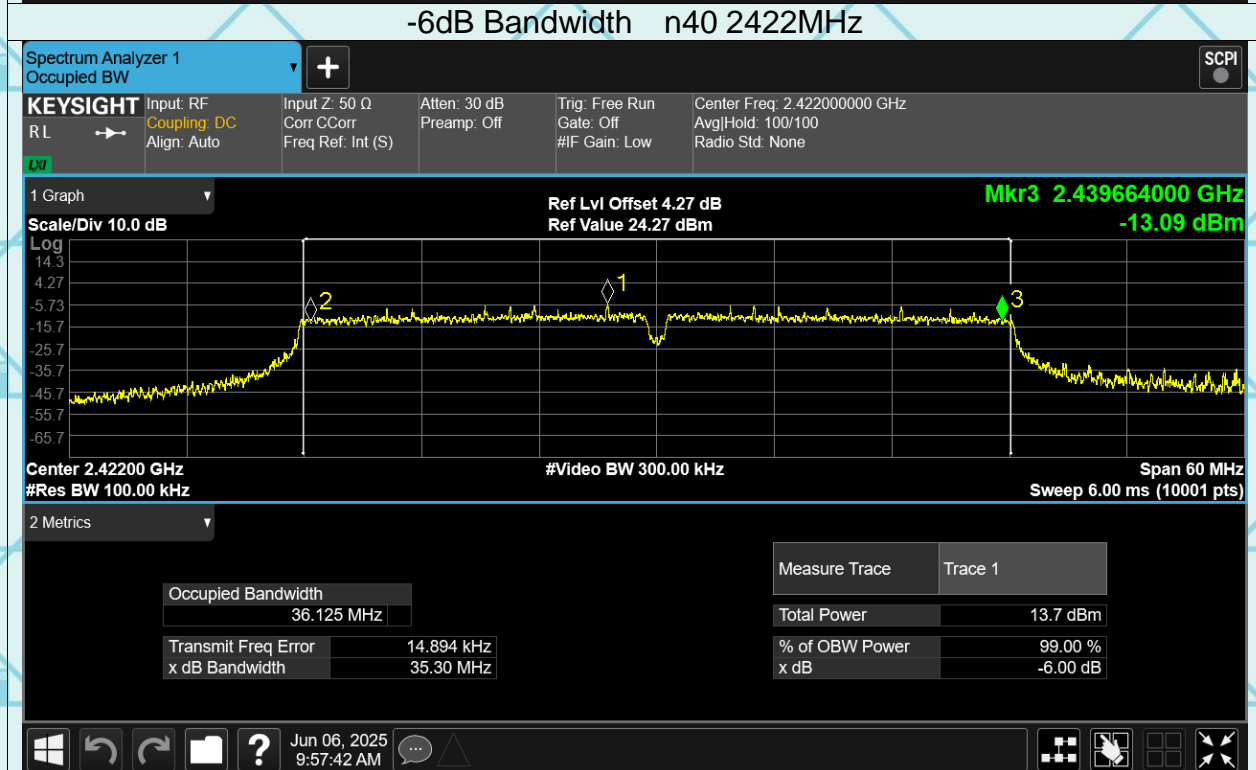 -6dB Bandwidth n40 2422MHz
Spectrum Analyzer 1
Occupied BW
SCPI
KEYSIGHT Input: RF Input Z: 50 Ω Atten: 30 dB Trig: Free Run Center Freq: 2.422000000 GHz
Coupling: DC Corr CCorr Preamp: Off Gate: Off Avg|Hold: 100/100
R L Align: Auto Freq Ref: Int (S) #IF Gain: Low Radio Std: None
LXI
1 Graph
Ref Lvl Offset 4.27 dB Mkr3 2.439664000 GHz
Scale/Div 10.0 dB Ref Value 24.27 dBm -13.09 dBm
Log
14.3
4.27
-5.73
-15.7
-25.7
-35.7
-45.7
-55.7
-65.7
2 1 3
Center 2.42200 GHz #Video BW 300.00 kHz Span 60 MHz
#Res BW 100.00 kHz Sweep 6.00 ms (10001 pts)
2 Metrics
Measure Trace Trace 1
Occupied Bandwidth
36.125 MHz Total Power 13.7 dBm
Transmit Freq Error 14.894 kHz % of OBW Power 99.00 %
x dB Bandwidth 35.30 MHz x dB -6.00 dB
Jun 06, 2025
9:57:42 AM